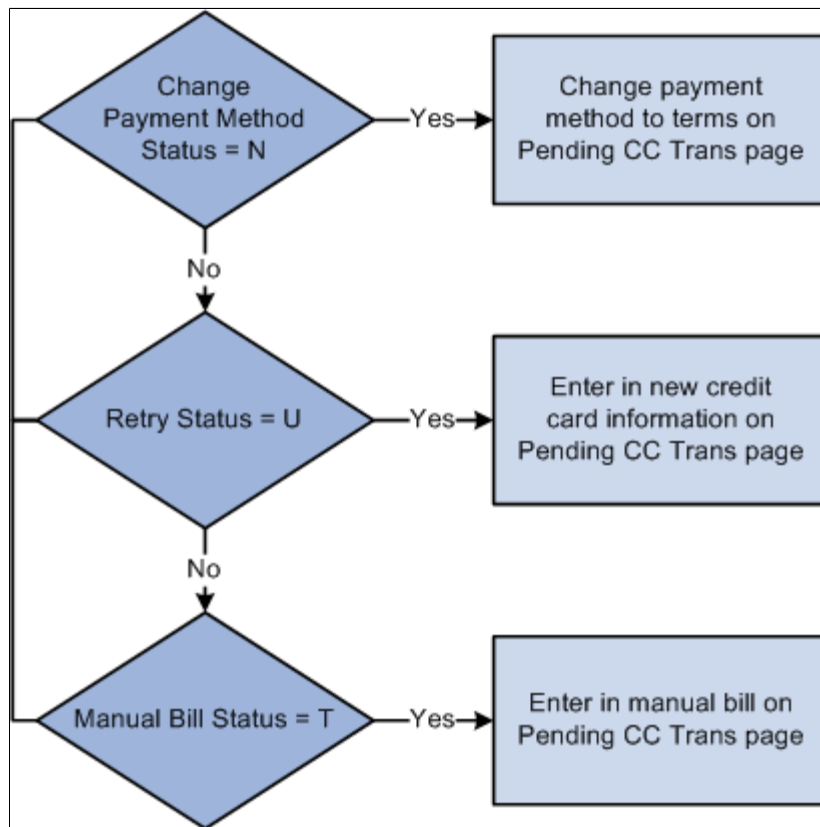 Change
Payment Method
Status = N
Yes
Change payment
method to terms on
Pending CC Trans page
No
Retry Status = U
Yes
Enter in new credit
card information on
Pending CC Trans page
No
Manual Bill Status = T
Yes
Enter in manual bill on
Pending CC Trans page